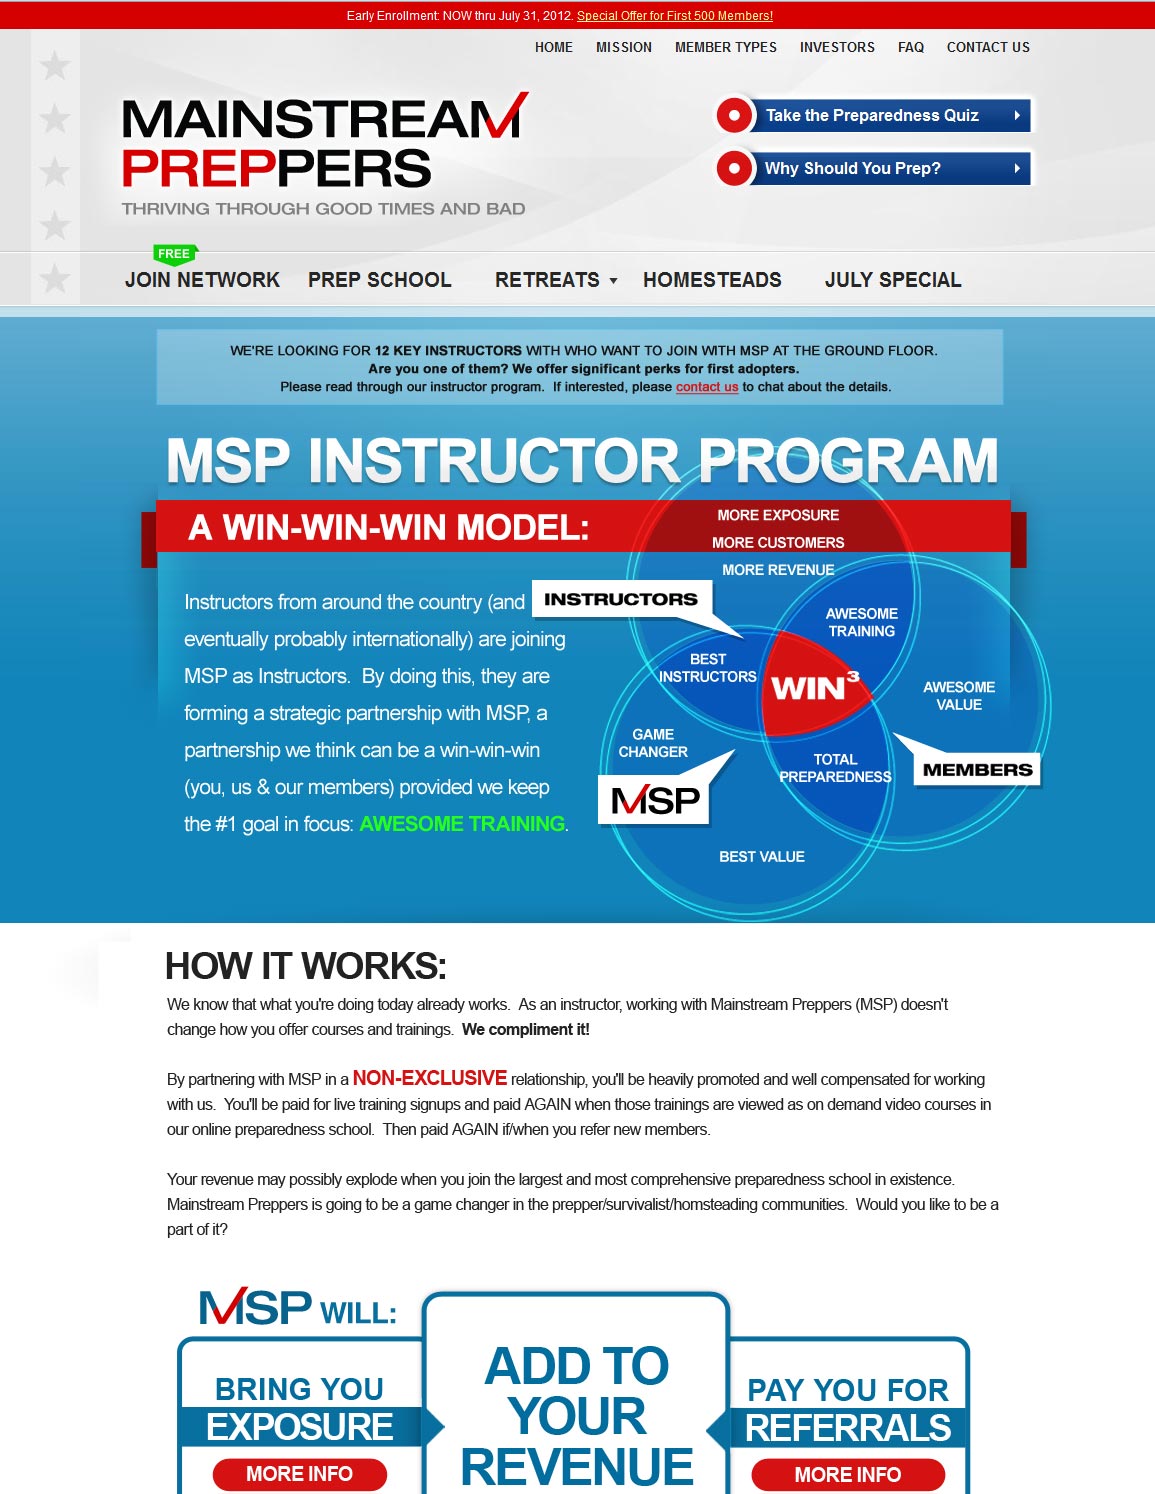 Early Enrollment: NOW thru July 31, 2012. Special Offer for First 500 Members!
HOME MISSION MEMBER TYPES INVESTORS FAQ CONTACT US
MAINSTREAM
PREPPERS
THRIVING THROUGH GOOD TIMES AND BAD
Take the Preparedness Quiz
Why Should You Prep?
FREE
JOIN NETWORK PREP SCHOOL RETREATS HOMESTEADS JULY SPECIAL
WE'RE LOOKING FOR 12 KEY INSTRUCTORS WITH WHO WANT TO JOIN WITH MSP AT THE GROUND FLOOR.
Are you one of them? We offer significant perks for first adopters.
Please read through our instructor program. If interested, please contact us to chat about the details.
MSP INSTRUCTOR PROGRAM
A WIN-WIN-WIN MODEL:
Instructors from around the country (and
eventually probably internationally) are joining
MSP as Instructors. By doing this, they are
forming a strategic partnership with MSP, a
partnership we think can be a win-win-win
(you, us & our members) provided we keep
the #1 goal in focus: AWESOME TRAINING.
MORE EXPOSURE
MORE CUSTOMERS
MORE REVENUE
INSTRUCTORS
AWESOME
TRAINING
BEST
INSTRUCTORS
WIN³
AWESOME
VALUE
GAME
CHANGER
TOTAL
PREPAREDNESS
MEMBERS
MSP
BEST VALUE
HOW IT WORKS:
We know that what you're doing today already works. As an instructor, working with Mainstream Preppers (MSP) doesn't
change how you offer courses and trainings. We compliment it!
By partnering with MSP in a NON-EXCLUSIVE relationship, you'll be heavily promoted and well compensated for working
with us. You'll be paid for live training signups and paid AGAIN when those trainings are viewed as on demand video courses in
our online preparedness school. Then paid AGAIN if/when you refer new members.
Your revenue may possibly explode when you join the largest and most comprehensive preparedness school in existence.
Mainstream Preppers is going to be a game changer in the prepper/survivalist/homsteading communities. Would you like to be a
part of it?
MSP WILL:
BRING YOU
EXPOSURE
MORE INFO
ADD TO
YOUR
REVENUE
PAY YOU FOR
REFERRALS
MORE INFO